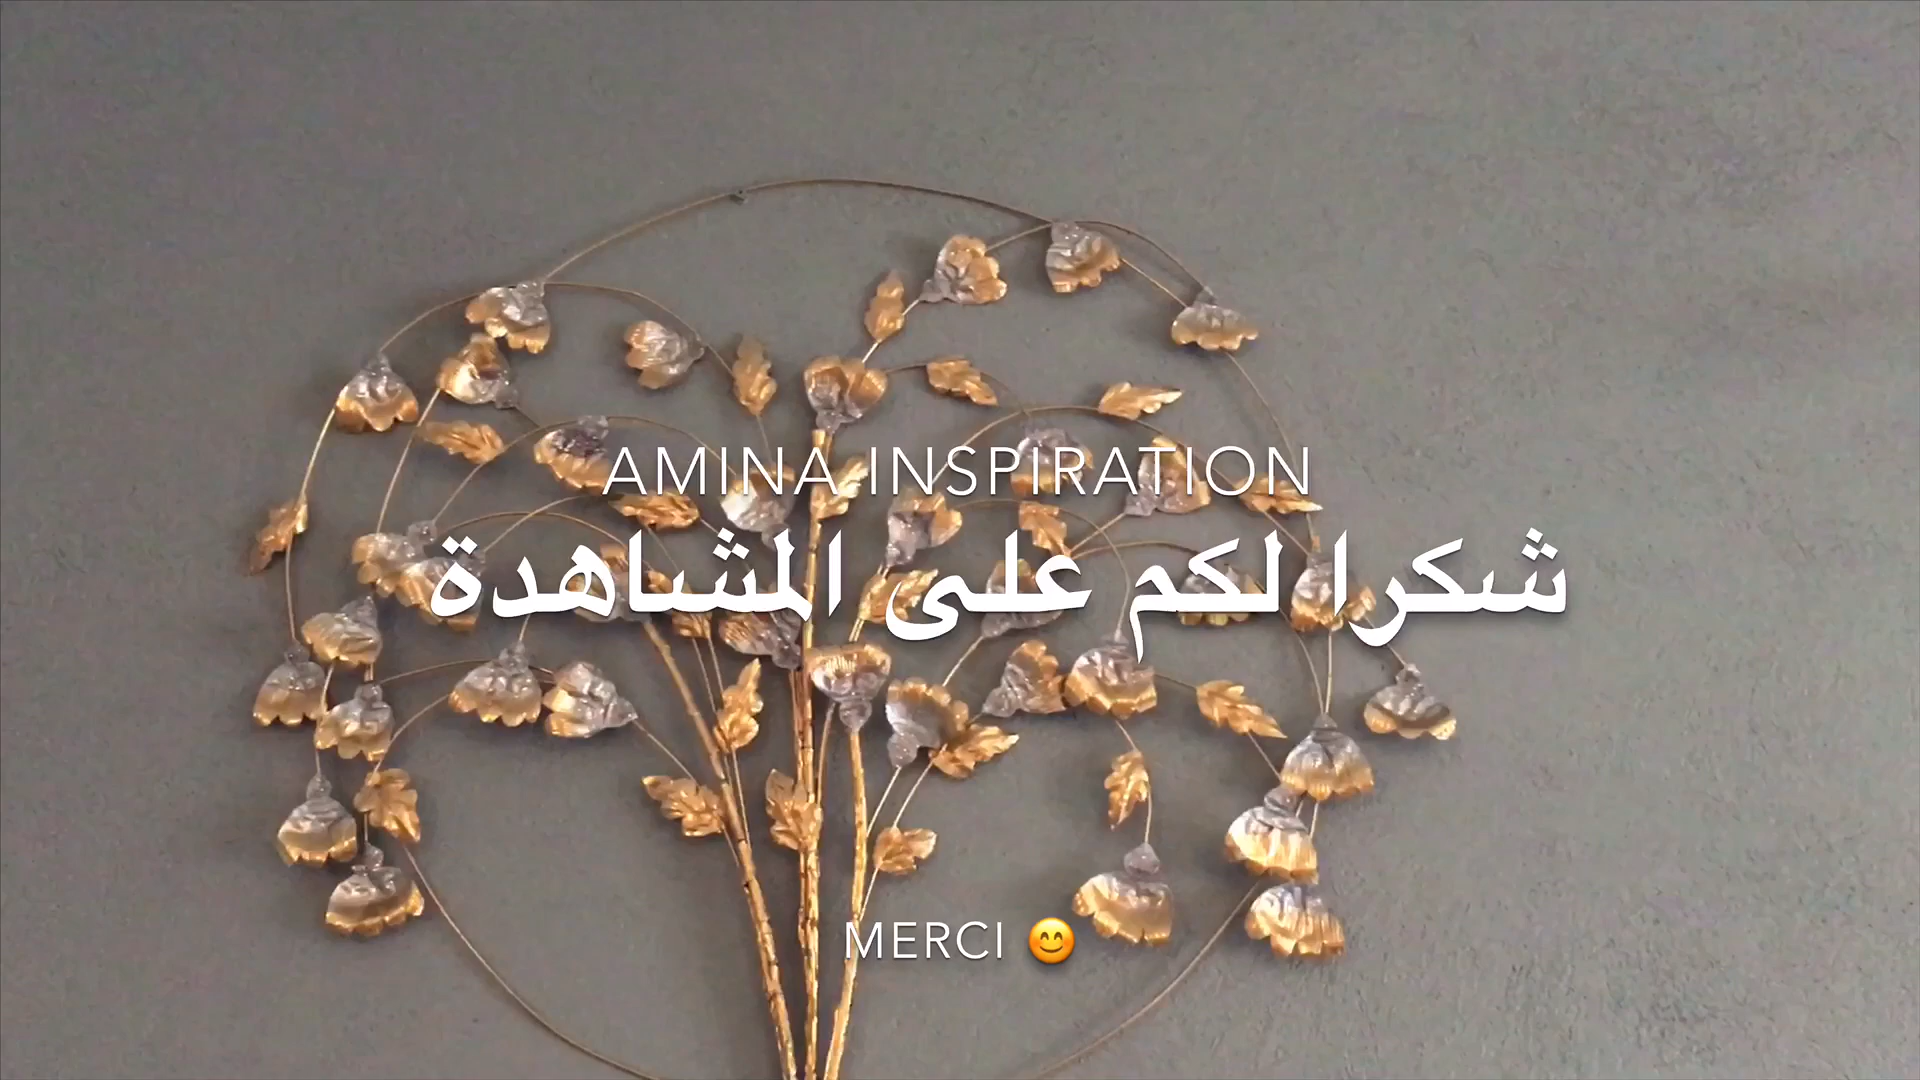 AMINA INSPIRATION
شكرا لكم على المشاهدة
MERCI 😊